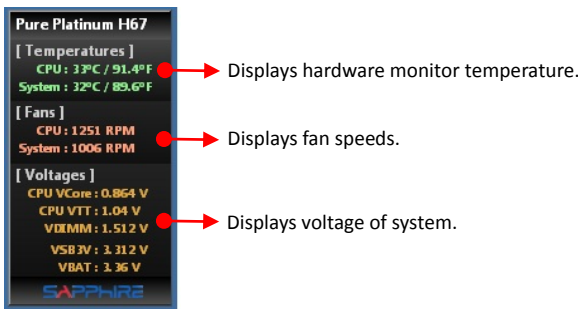 Pure Platinum H67
[ Temperatures ]
CPU : 33ºC / 91.4ºF
System : 32ºC / 89.6ºF
Displays hardware monitor temperature.
[ Fans ]
CPU : 1251 RPM
System : 1006 RPM
Displays fan speeds.
[ Voltages ]
CPU VCore : 0.864 V
CPU VTT : 1.04 V
VDIMM : 1.512 V
VSB3V : 3.312 V
VBAT : 3.36 V
Displays voltage of system.
SAPPHIRE